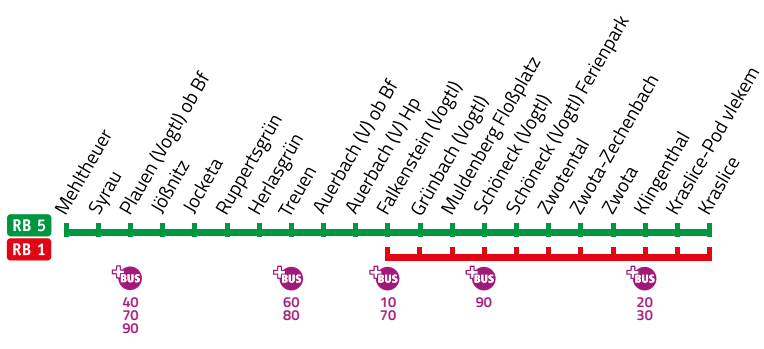 Mehltheuer
Syrau
Plauen (Vogtl) ob Bf
Jößnitz
Jocketa
Ruppertsgrün
Herlasgrün
Treuen
Auerbach (V) ob Bf
Auerbach (V) Hp
Falkenstein (Vogtl)
Grünbach (Vogtl)
Muldenberg Floßplatz
Schöneck (Vogtl)
Schöneck (Vogtl) Ferienpark
Zwotental
Zwota-Zechenbach
Zwota
Klingenthal
Kraslice-Pod vlekem
Kraslice
RB 5
RB 1
+BUS
40
70
90
+BUS
60
80
+BUS
10
70
+BUS
90
+BUS
20
30